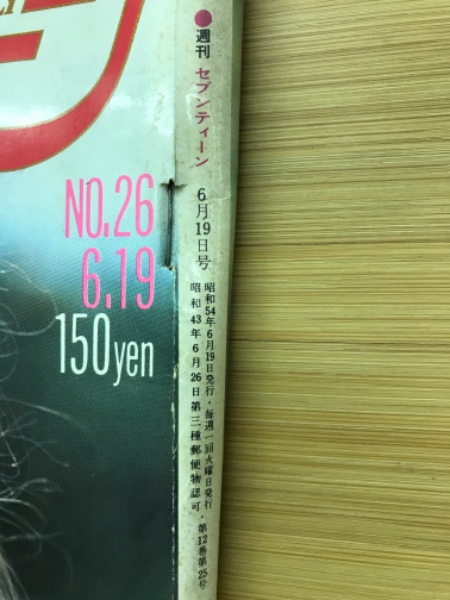 NO.26
6.19
150yen
●週刊 セブンティーン 6月19日号
昭和54年6月19日発行・毎週一回火曜日発行・第12巻第25号
昭和43年6月26日第三種郵便物認可